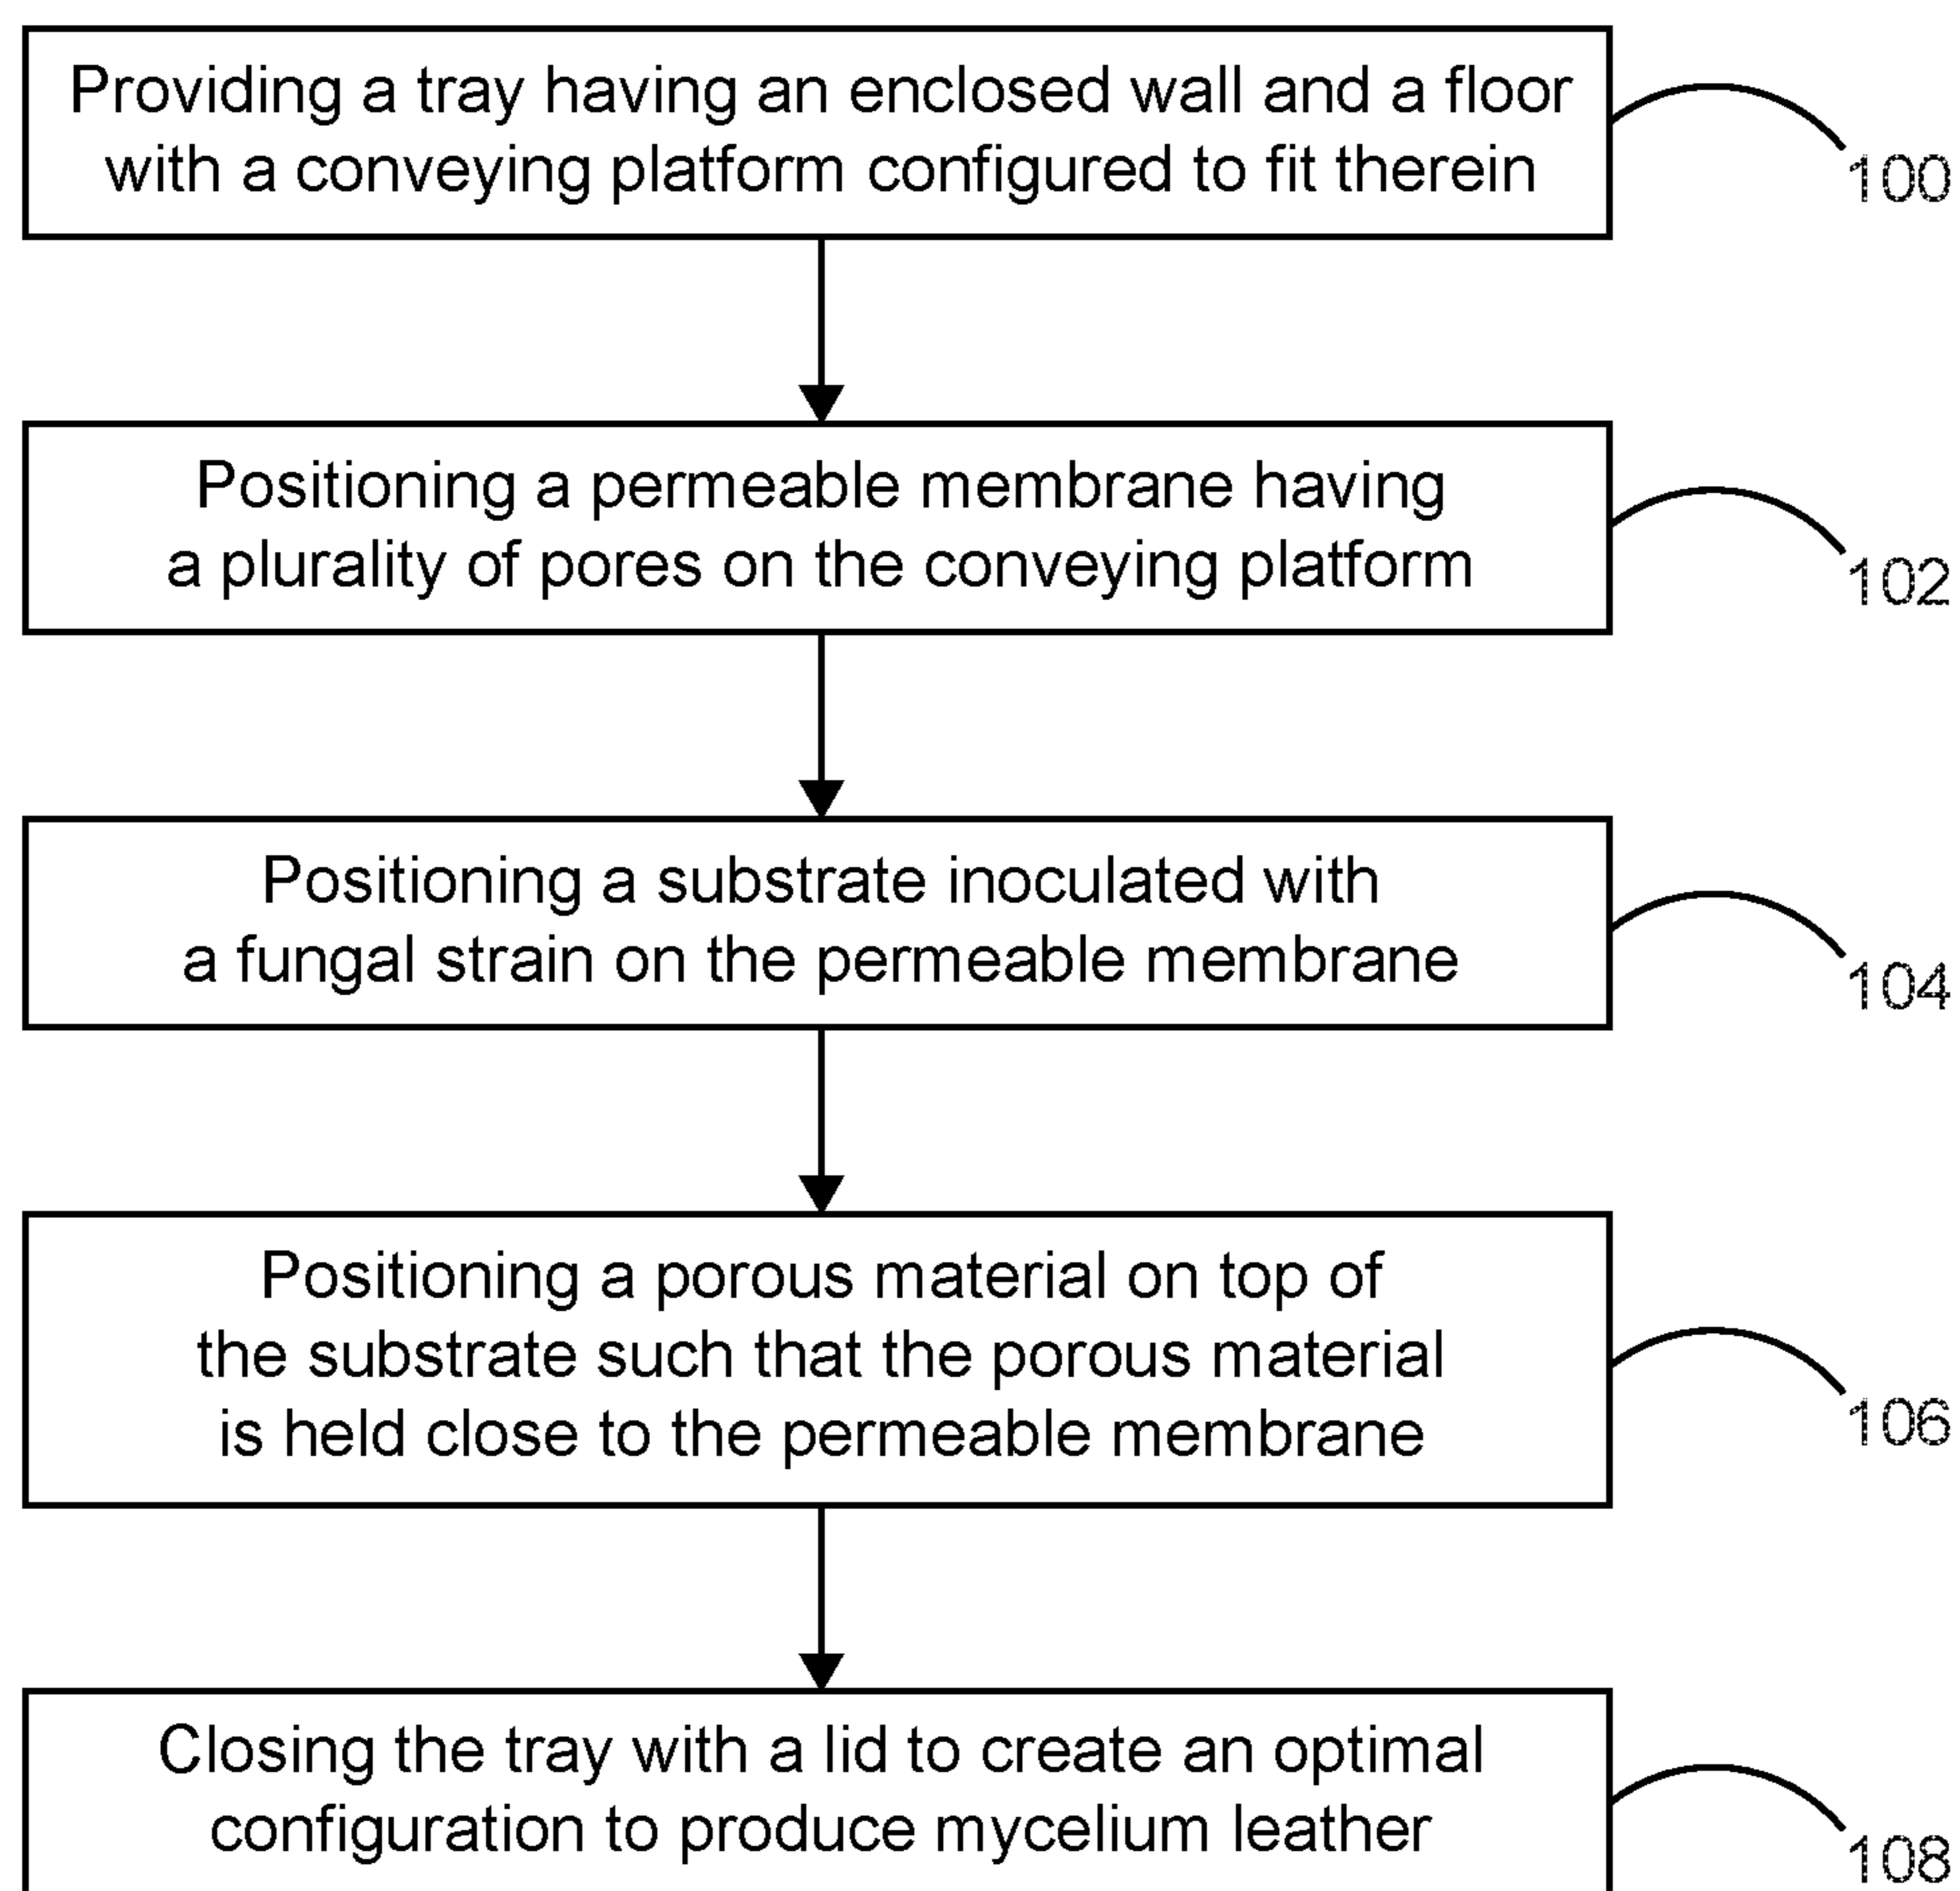 Providing a tray having an enclosed wall and a floor
with a conveying platform configured to fit therein
100
Positioning a permeable membrane having
a plurality of pores on the conveying platform
102
Positioning a substrate inoculated with
a fungal strain on the permeable membrane
104
Positioning a porous material on top of
the substrate such that the porous material
is held close to the permeable membrane
106
Closing the tray with a lid to create an optimal
configuration to produce mycelium leather
108